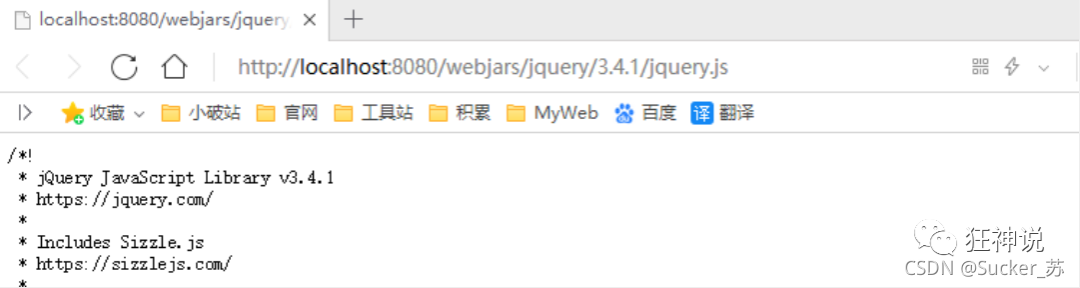 localhost:8080/webjars/jquery
http://localhost:8080/webjars/jquery/3.4.1/jquery.js
收藏 小破站 官网 工具站 积累 MyWeb 百度 译 翻译
/*!
* jQuery JavaScript Library v3.4.1
* https://jquery.com/
*
* Includes Sizzle.js
* https://sizzlejs.com/
*
狂神说
CSDN @Sucker_苏